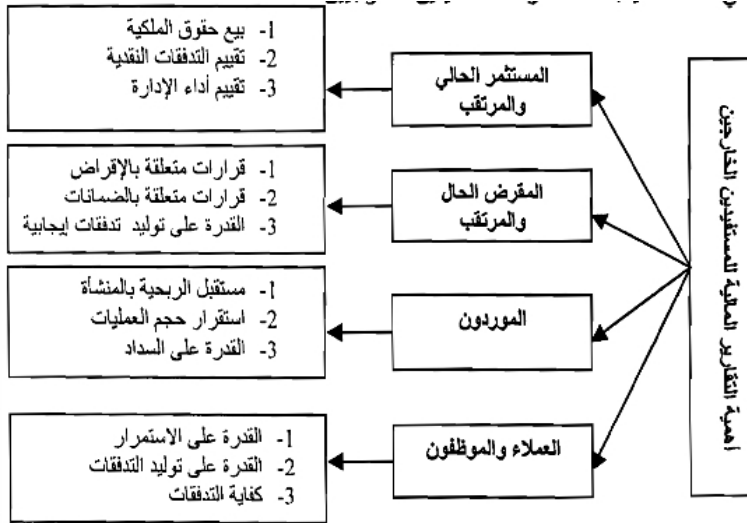 أهمية التقارير المالية للمستفيدين الخارجين
المستثمر الحالي
والمرتقب
1- بيع حقوق الملكية
2- تقييم التدفقات النقدية
3- تقييم أداء الإدارة
المقرض الحال
والمرتقب
1- قرارات متعلقة بالإقراض
2- قرارات متعلقة بالضمانات
3- القدرة على توليد تدفقات إيجابية
الموردون
1- مستقبل الربحية بالمنشأة
2- استقرار حجم العمليات
3- القدرة على السداد
العملاء والموظفون
1- القدرة على الاستمرار
2- القدرة على توليد التدفقات
3- كفاية التدفقات